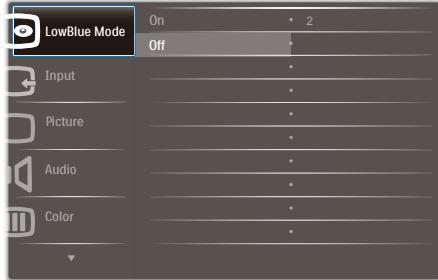 LowBlue Mode
On • 2
Off •
Input
Picture
Audio
Color